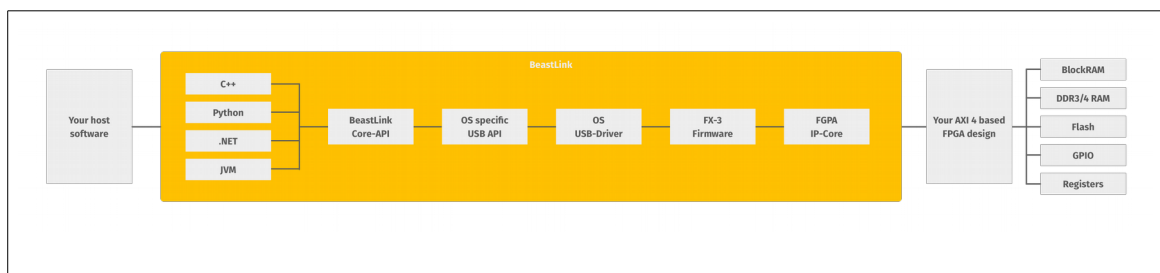 BeastLink
Your host
software
C++
Python
.NET
JVM
BeastLink
Core-API
OS specific
USB API
OS
USB-Driver
FX-3
Firmware
FGPA
IP-Core
Your AXI 4 based
FPGA design
BlockRAM
DDR3/4 RAM
Flash
GPIO
Registers